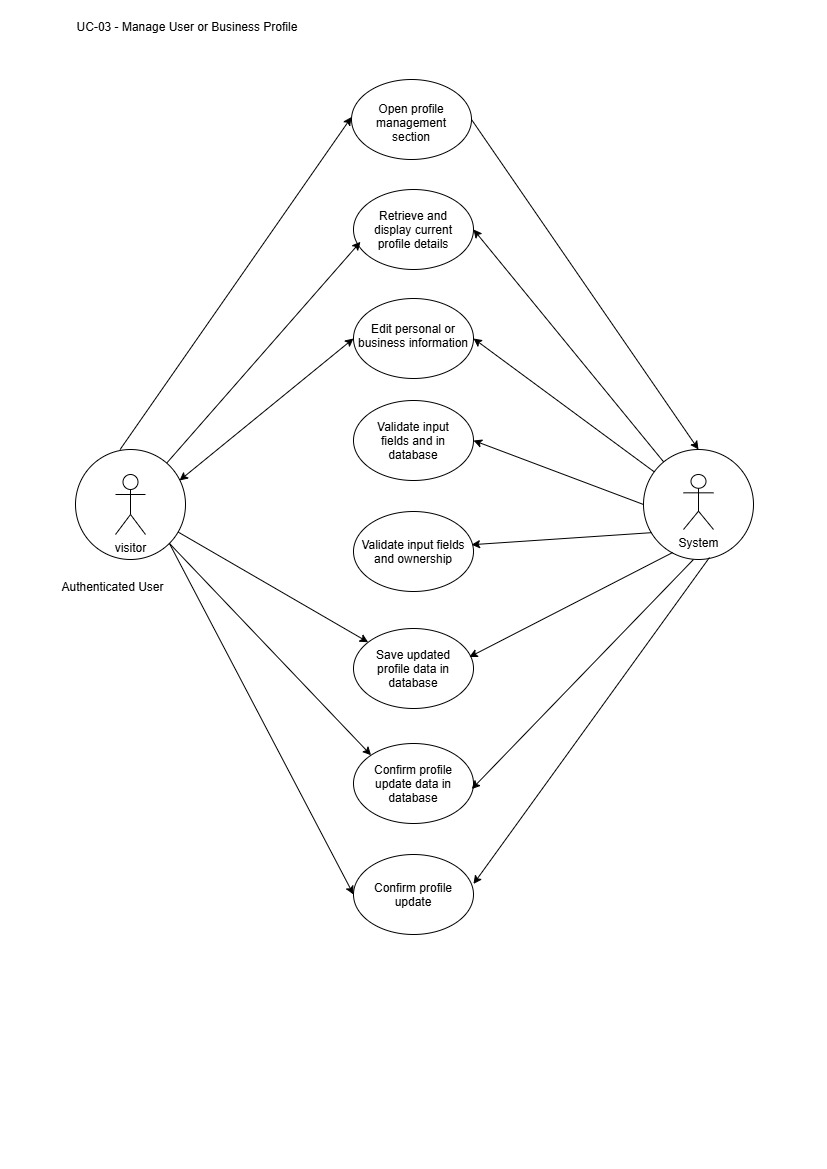 UC-03 - Manage User or Business Profile
Open profile
management
section
Retrieve and
display current
profile details
Edit personal or
business information
Validate input
fields and in
database
visitor
System
Validate input fields
and ownership
Authenticated User
Save updated
profile data in
database
Confirm profile
update data in
database
Confirm profile
update